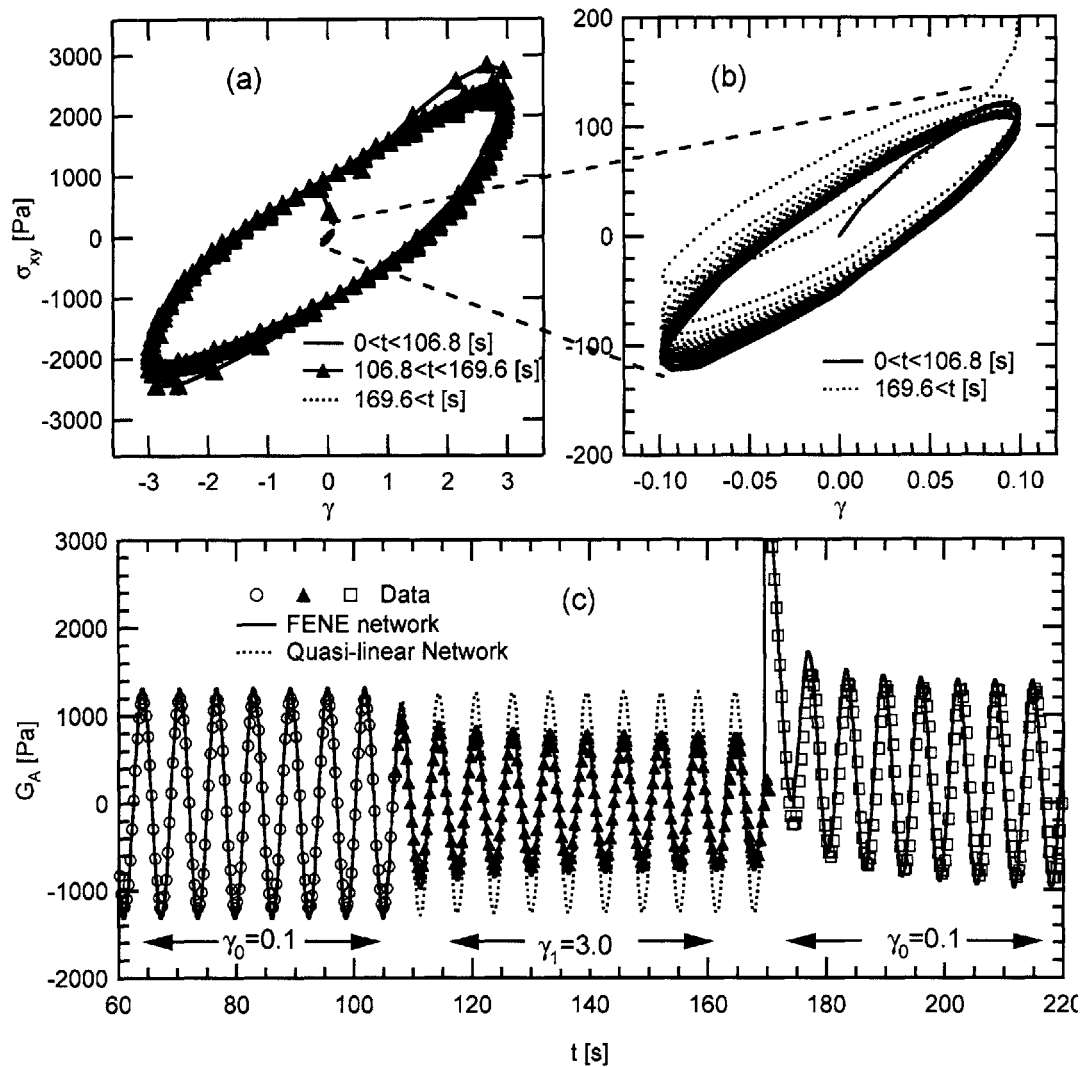 3000
2000
1000
0
-1000
-2000
-3000
σxy [Pa]
(a)
0<t<106.8 [s]
106.8<t<169.6 [s]
169.6<t [s]
-3
-2
-1
0
1
2
3
γ
200
100
0
-100
-200
(b)
0<t<106.8 [s]
169.6<t [s]
-0.10
-0.05
0.00
0.05
0.10
γ
3000
2000
1000
0
-1000
-2000
G_A [Pa]
(c)
Data
FENE network
Quasi-linear Network
γ₀=0.1
γ₁=3.0
γ₀=0.1
60
80
100
120
140
160
180
200
220
t [s]